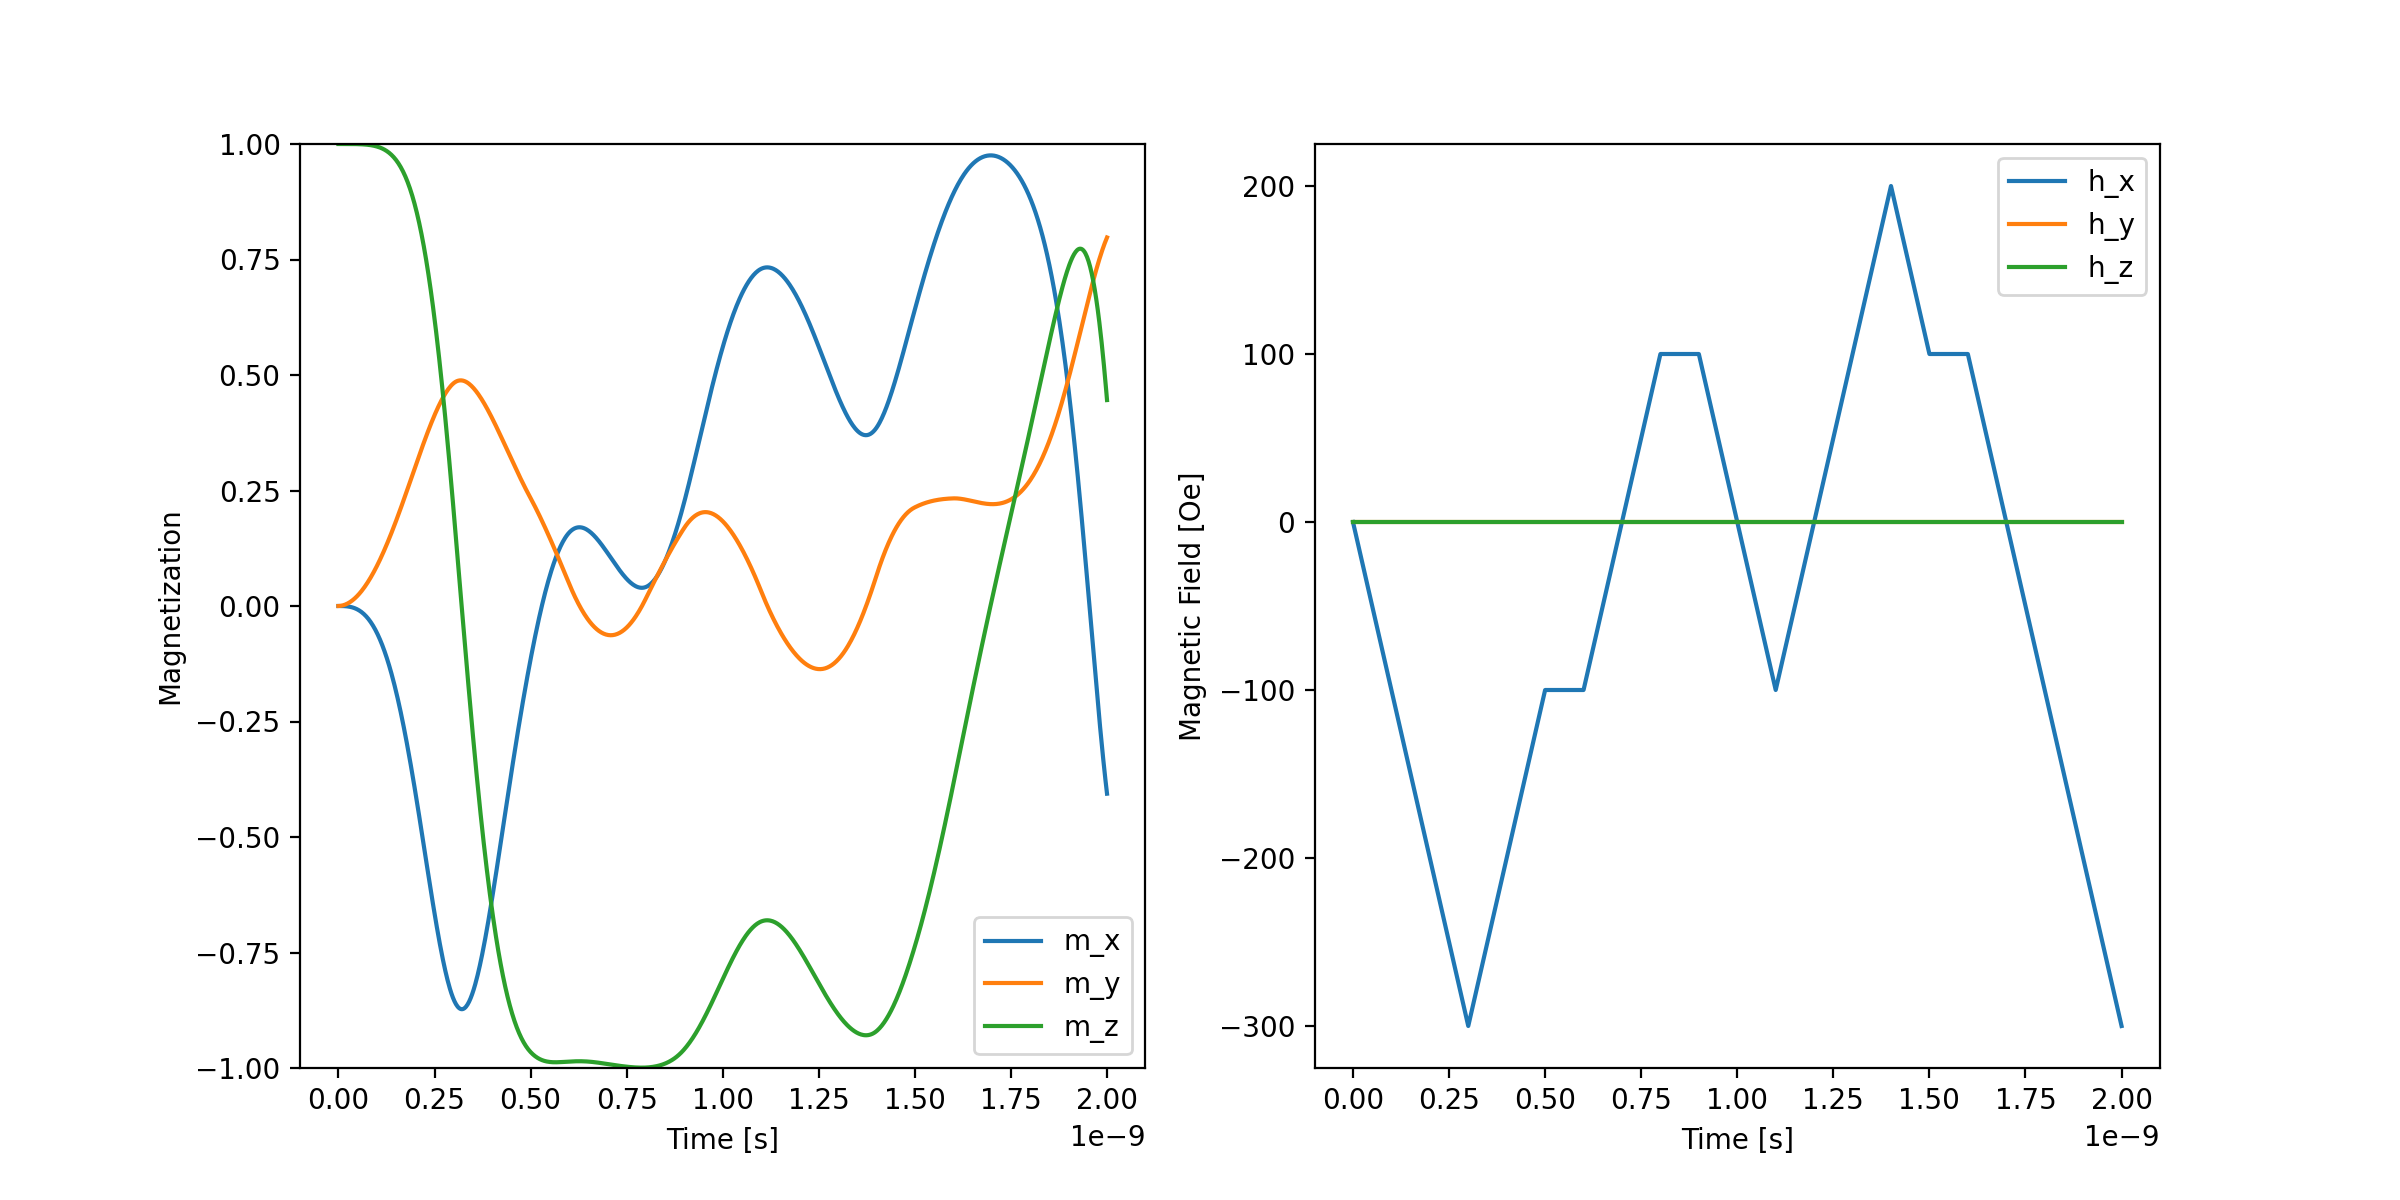 Magnetization
1.00
0.75
0.50
0.25
0.00
−0.25
−0.50
−0.75
−1.00
m_x
m_y
m_z
0.00 0.25 0.50 0.75 1.00 1.25 1.50 1.75 2.00
Time [s]
1e−9
Magnetic Field [Oe]
200
100
0
−100
−200
−300
h_x
h_y
h_z
0.00 0.25 0.50 0.75 1.00 1.25 1.50 1.75 2.00
Time [s]
1e−9